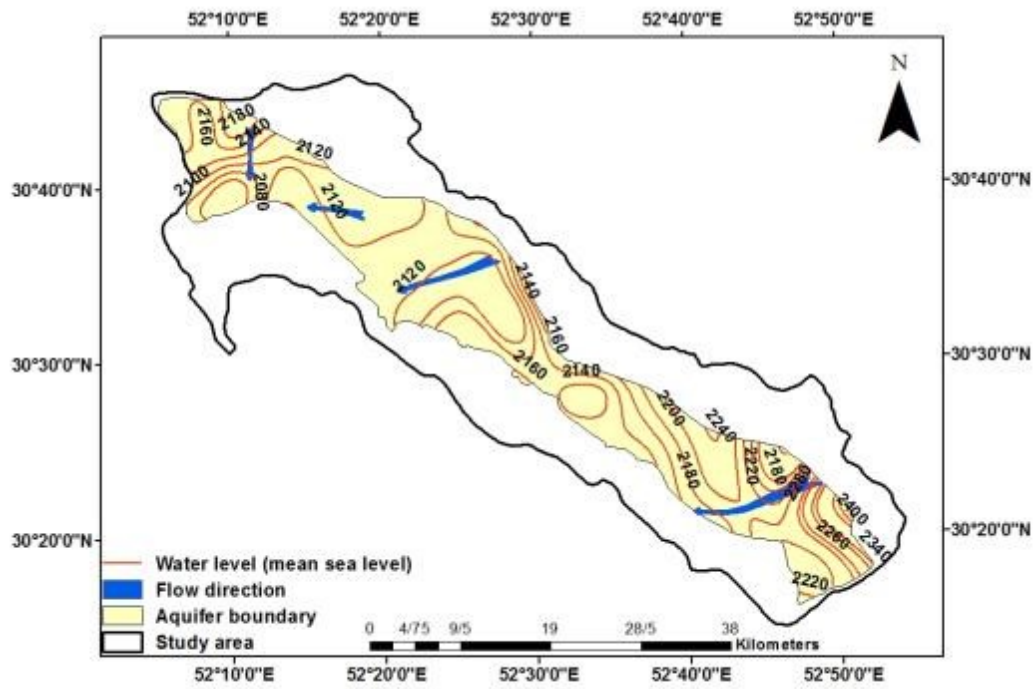 52°10'0"E 52°20'0"E 52°30'0"E 52°40'0"E 52°50'0"E
N
2160
2180
2140
2120
30°40'0"N
2100
2080
2120
30°40'0"N
2120
2140
2160
30°30'0"N
2160
2140
30°30'0"N
2200
2240
2180
2220
2180
2280
2400
2260
2340
30°20'0"N
30°20'0"N
2220
Water level (mean sea level)
Flow direction
Aquifer boundary
Study area
0 4/75 9/5 19 28/5 38
Kilometers
52°10'0"E 52°20'0"E 52°30'0"E 52°40'0"E 52°50'0"E